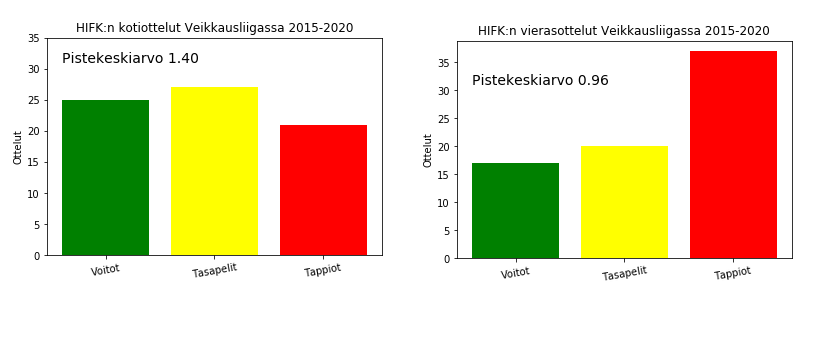 HIFK:n kotiottelut Veikkausliigassa 2015-2020
Pistekeskiarvo 1.40
Ottelut
35
30
25
20
15
10
5
0
Voitot
Tasapelit
Tappiot
HIFK:n vierasottelut Veikkausliigassa 2015-2020
Pistekeskiarvo 0.96
Ottelut
35
30
25
20
15
10
5
0
Voitot
Tasapelit
Tappiot